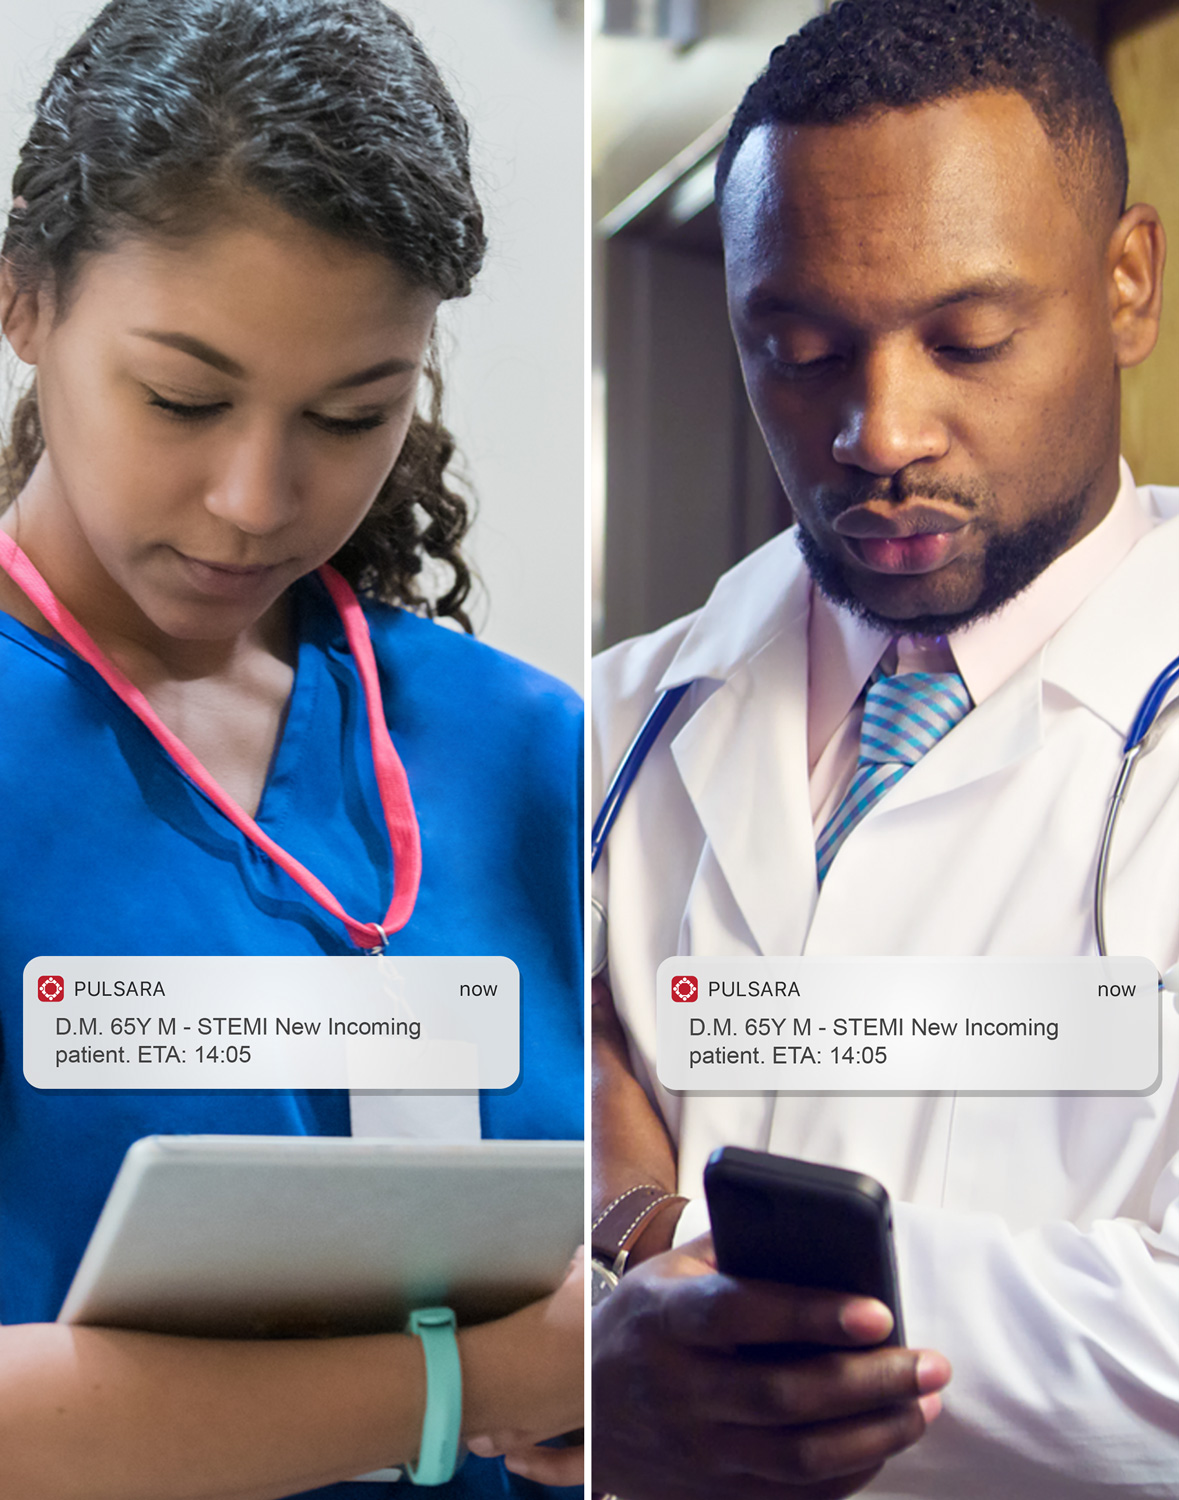 PULSARA now
D.M. 65Y M - STEMI New Incoming
patient. ETA: 14:05
PULSARA now
D.M. 65Y M - STEMI New Incoming
patient. ETA: 14:05